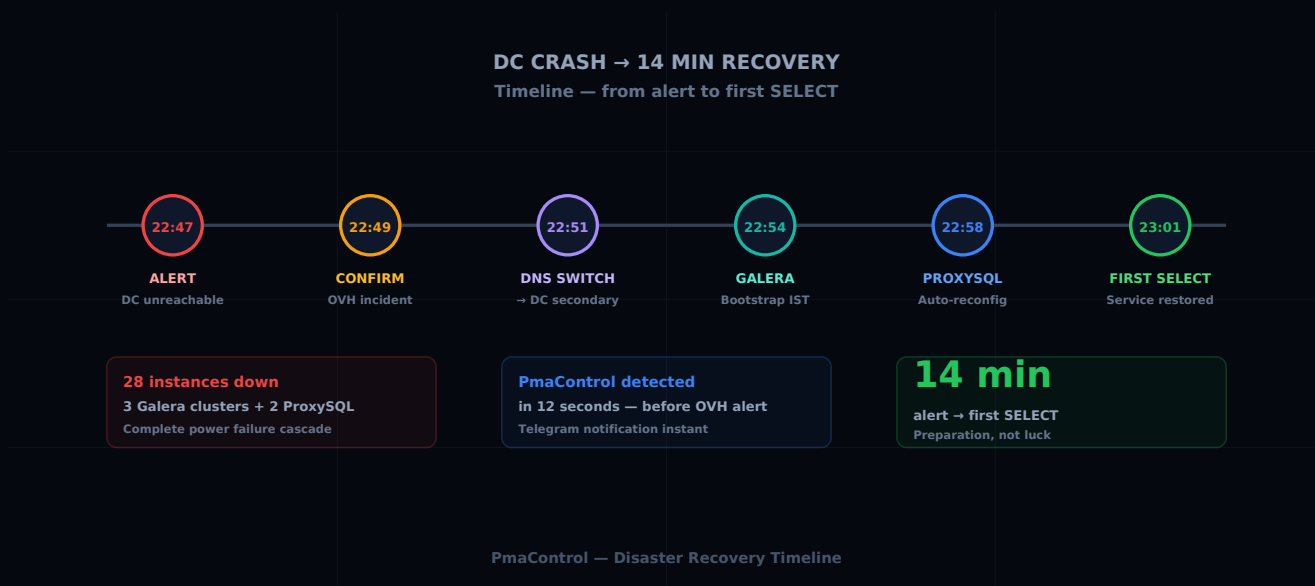 DC CRASH → 14 MIN RECOVERY
Timeline — from alert to first SELECT
22:47
22:49
22:51
22:54
22:58
23:01
ALERT
CONFIRM
DNS SWITCH
GALERA
PROXYSQL
FIRST SELECT
DC unreachable
OVH incident
→ DC secondary
Bootstrap IST
Auto-reconfig
Service restored
28 instances down
3 Galera clusters + 2 ProxySQL
Complete power failure cascade
PmaControl detected
in 12 seconds — before OVH alert
Telegram notification instant
14 min
alert → first SELECT
Preparation, not luck
PmaControl — Disaster Recovery Timeline